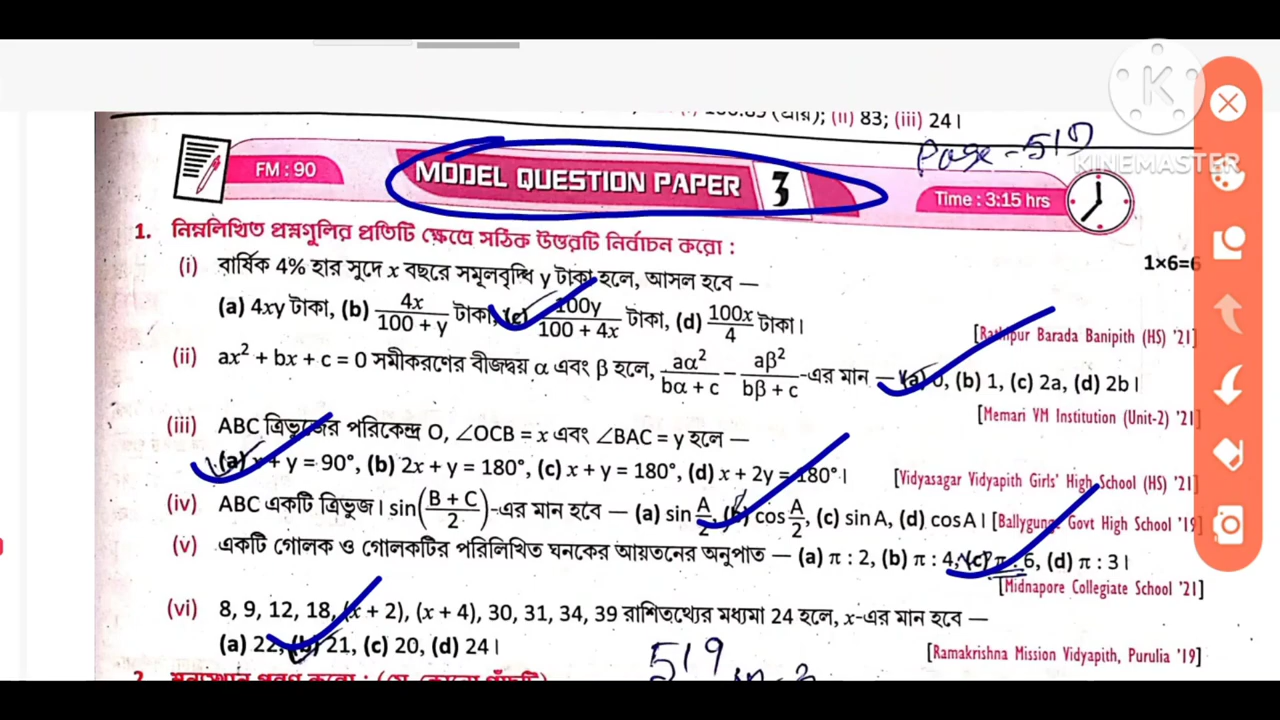 (প্রায়); (ii) 83; (iii) 24।
Page - 519
KINEMASTER
FM : 90
MODEL QUESTION PAPER 3
Time : 3:15 hrs
1. নিম্নলিখিত প্রশ্নগুলির প্রতিটি ক্ষেত্রে সঠিক উত্তরটি নির্বাচন করো :
1×6=6
(i) বার্ষিক 4% হার সুদে x বছরে সমূলবৃদ্ধি y টাকা হলে, আসল হবে —
(a) 4xy টাকা, (b) 4x/(100 + y) টাকা, (c) 100y/(100 + 4x) টাকা, (d) 100x/4 টাকা।
[Rathpur Barada Banipith (HS) '21]
(ii) ax² + bx + c = 0 সমীকরণের বীজদ্বয় α এবং β হলে, aα²/(bα + c) − aβ²/(bβ + c) -এর মান — (a) 0, (b) 1, (c) 2a, (d) 2b।
[Memari VM Institution (Unit-2) '21]
(iii) ABC ত্রিভুজের পরিকেন্দ্র O, ∠OCB = x এবং ∠BAC = y হলে —
(a) x + y = 90°, (b) 2x + y = 180°, (c) x + y = 180°, (d) x + 2y = 180°।
[Vidyasagar Vidyapith Girls' High School (HS) '21]
(iv) ABC একটি ত্রিভুজ। sin((B + C)/2) -এর মান হবে — (a) sin A/2, (b) cos A/2, (c) sin A, (d) cos A। [Ballygunge Govt High School '19]
(v) একটি গোলক ও গোলকটির পরিলিখিত ঘনকের আয়তনের অনুপাত — (a) π : 2, (b) π : 4, (c) π : 6, (d) π : 3।
[Midnapore Collegiate School '21]
(vi) 8, 9, 12, 18, (x + 2), (x + 4), 30, 31, 34, 39 রাশিতথ্যের মধ্যমা 24 হলে, x-এর মান হবে —
(a) 22, (b) 21, (c) 20, (d) 24।
[Ramakrishna Mission Vidyapith, Purulia '19]
519